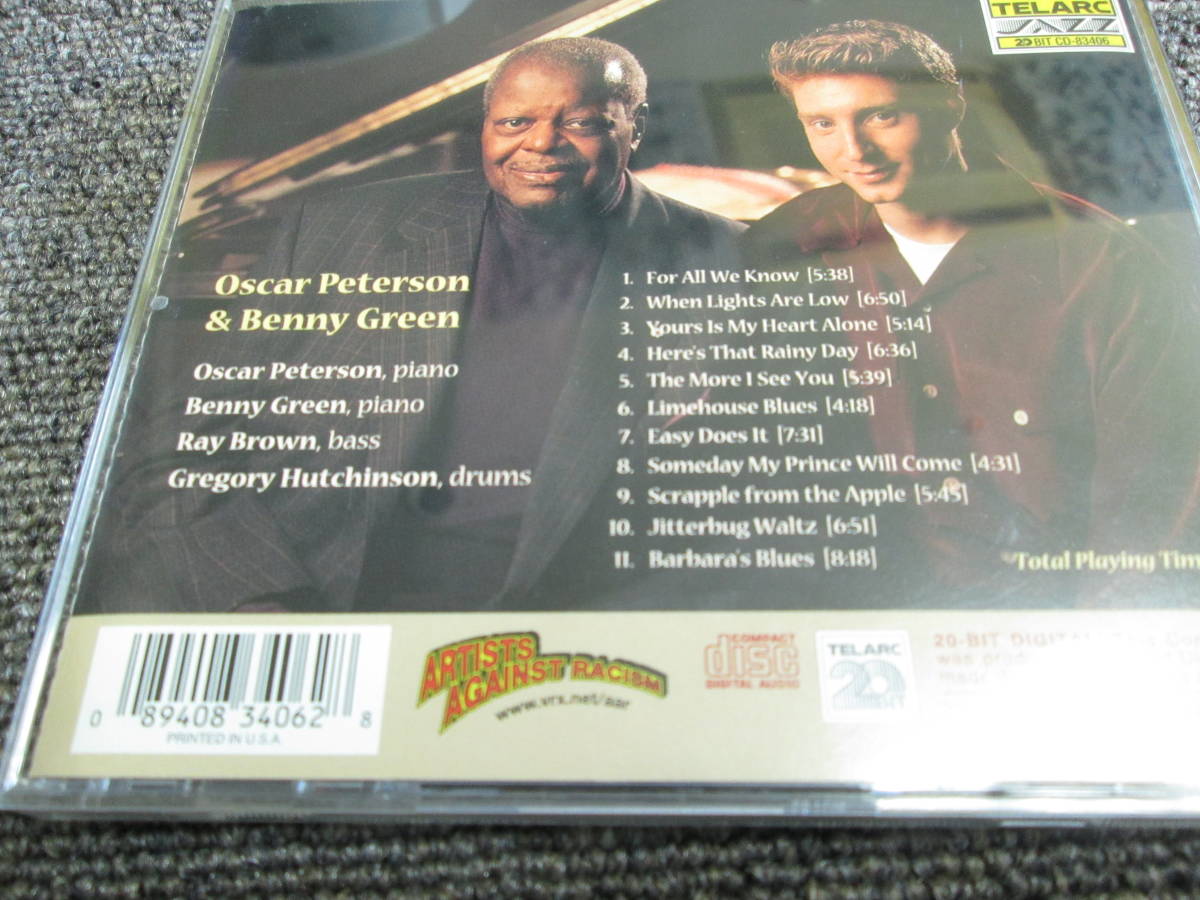 TELARC
JAZZ
20 BIT CD-83406
Oscar Peterson
& Benny Green
Oscar Peterson, piano
Benny Green, piano
Ray Brown, bass
Gregory Hutchinson, drums
1. For All We Know [5:38]
2. When Lights Are Low [6:50]
3. Yours Is My Heart Alone [5:14]
4. Here's That Rainy Day [6:36]
5. The More I See You [5:39]
6. Limehouse Blues [4:18]
7. Easy Does It [7:31]
8. Someday My Prince Will Come [4:31]
9. Scrapple from the Apple [5:45]
10. Jitterbug Waltz [6:51]
11. Barbara's Blues [8:18]
Total Playing Tim
0 89408 34062 8
PRINTED IN U.S.A.
ARTISTS
AGAINST RACISM
www.vrx.net/aar
COMPACT
disc
DIGITAL AUDIO
TELARC
20
BIT
20-BIT DIGITAL
was
made